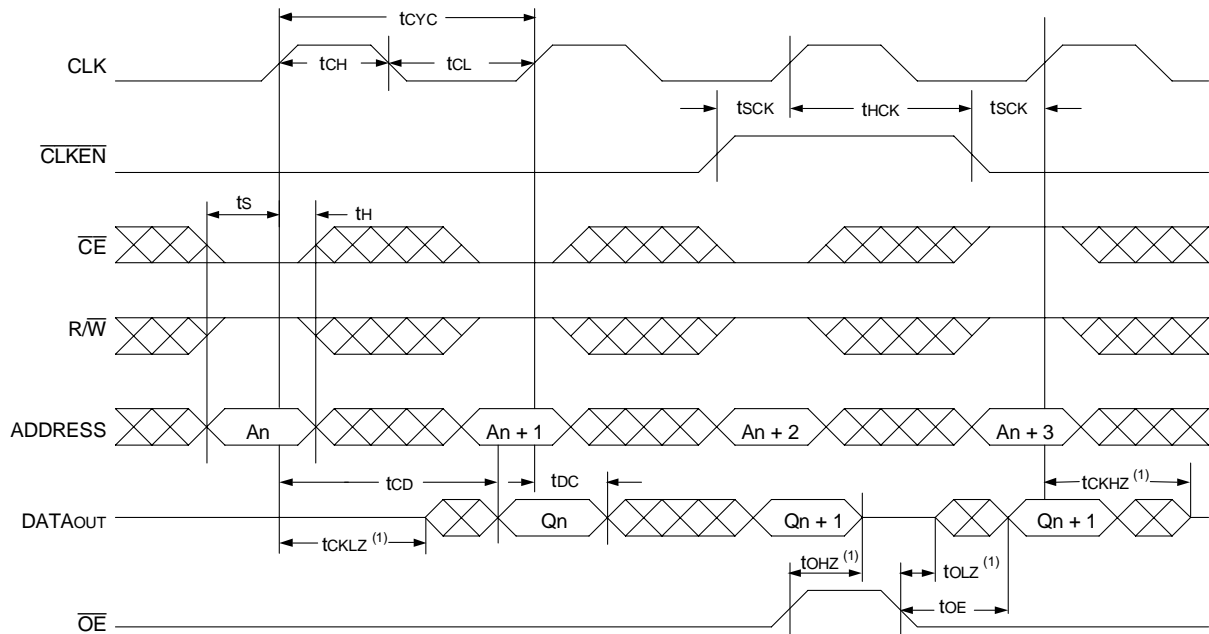 tCYC
CLK tCH tCL
tSCK tHCK tSCK
CLKEN
tS tH
CE
R/W
ADDRESS An An + 1 An + 2 An + 3
tCD tDC tCKHZ (1)
DATAOUT Qn Qn + 1 Qn + 1
tCKLZ (1) tOHZ (1) tOLZ (1)
tOE
OE